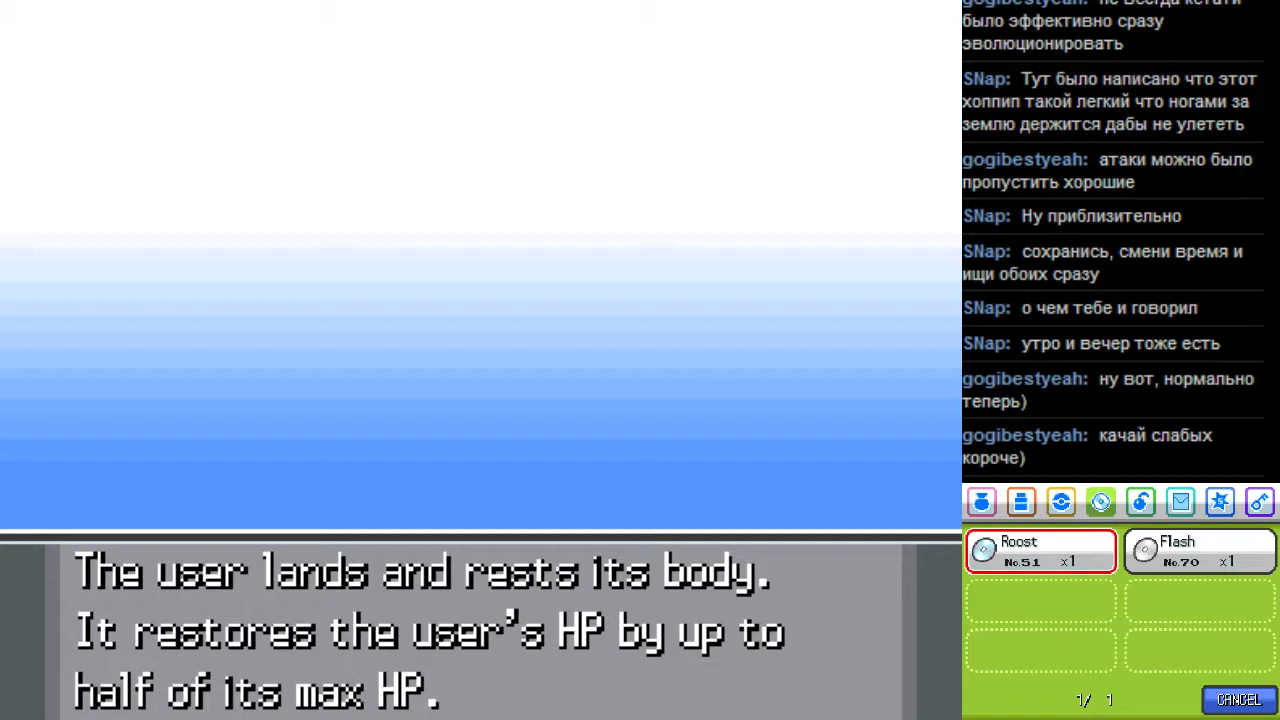 gogibestyeah: не всегда кстати
было эффективно сразу
эволюционировать
SNap: Тут было написано что этот
хоппип такой легкий что ногами за
землю держится дабы не улететь
gogibestyeah: атаки можно было
пропустить хорошие
SNap: Ну приблизительно
SNap: сохранись, смени время и
ищи обоих сразу
SNap: о чем тебе и говорил
SNap: утро и вечер тоже есть
gogibestyeah: ну вот, нормально
теперь)
gogibestyeah: качай слабых
короче)
Roost
No.51 x1
Flash
No.70 x1
1/ 1
CANCEL
The user lands and rests its body.
It restores the user's HP by up to
half of its max HP.